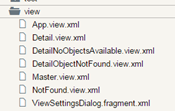 view
App.view.xml
Detail.view.xml
DetailNoObjectsAvailable.view.xml
DetailObjectNotFound.view.xml
Master.view.xml
NotFound.view.xml
ViewSettingsDialog.fragment.xml